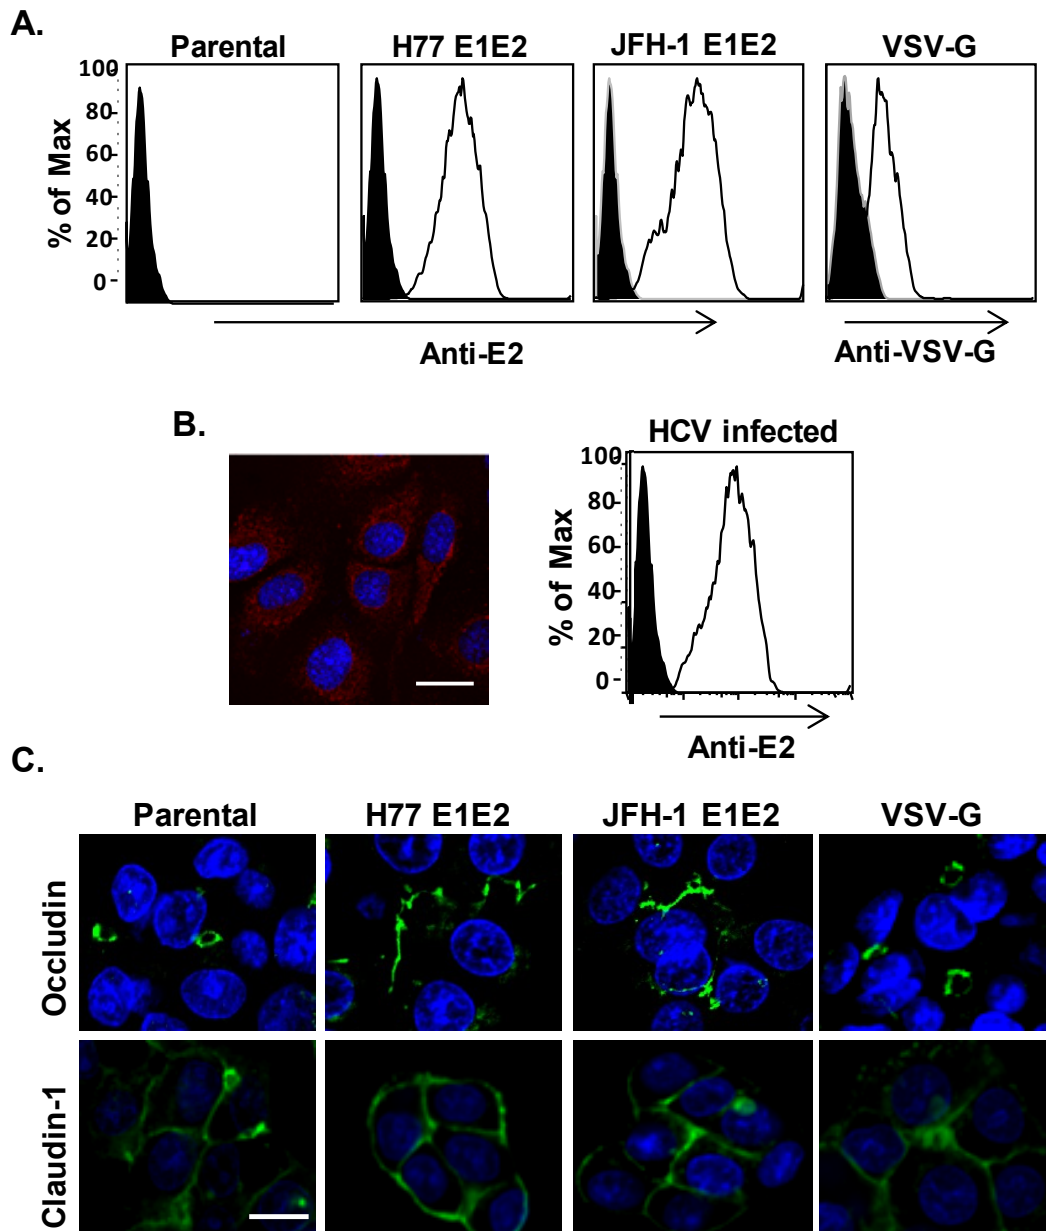 A.
Parental H77 E1E2 JFH-1 E1E2 VSV-G
% of Max
100
80
60
40
20
0
Anti-E2 Anti-VSV-G
B.
HCV infected
% of Max
100
80
60
40
20
0
Anti-E2
C.
Parental H77 E1E2 JFH-1 E1E2 VSV-G
Occludin
Claudin-1